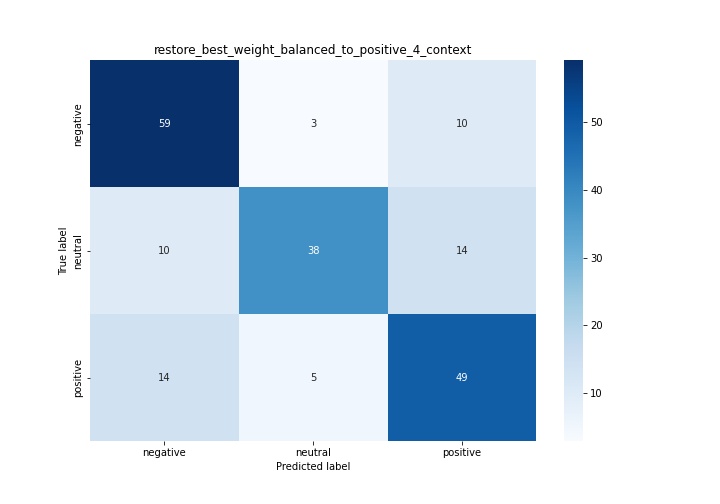 restore_best_weight_balanced_to_positive_4_context
59 3 10
10 38 14
14 5 49
negative
neutral
positive
True label
negative neutral positive
Predicted label
50
40
30
20
10